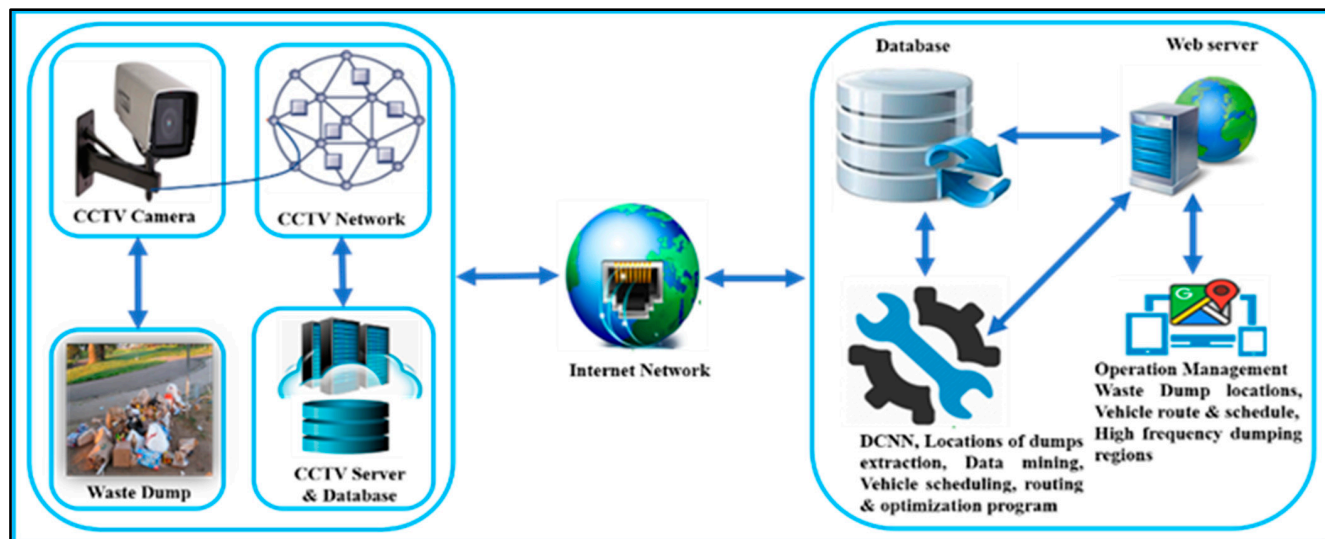 CCTV Camera
CCTV Network
Waste Dump
CCTV Server
& Database
Internet Network
Database
Web server
G
DCNN, Locations of dumps
extraction, Data mining,
Vehicle scheduling, routing
& optimization program
Operation Management
Waste Dump locations,
Vehicle route & schedule,
High frequency dumping
regions